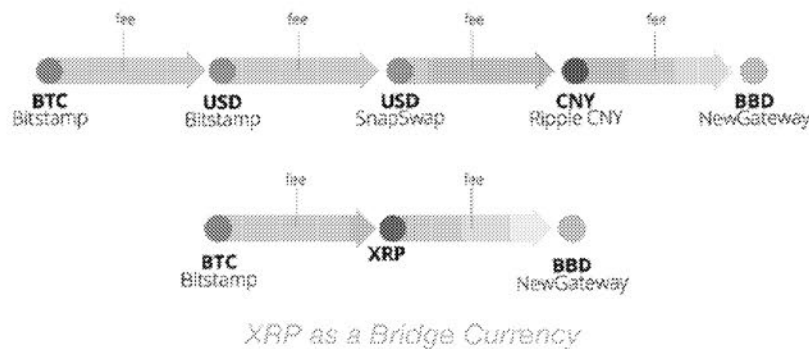 fee fee fee fee
BTC USD USD CNY BBD
Bitstamp Bitstamp SnapSwap Ripple CNY NewGateway
fee fee
BTC XRP BBD
Bitstamp NewGateway
XRP as a Bridge Currency